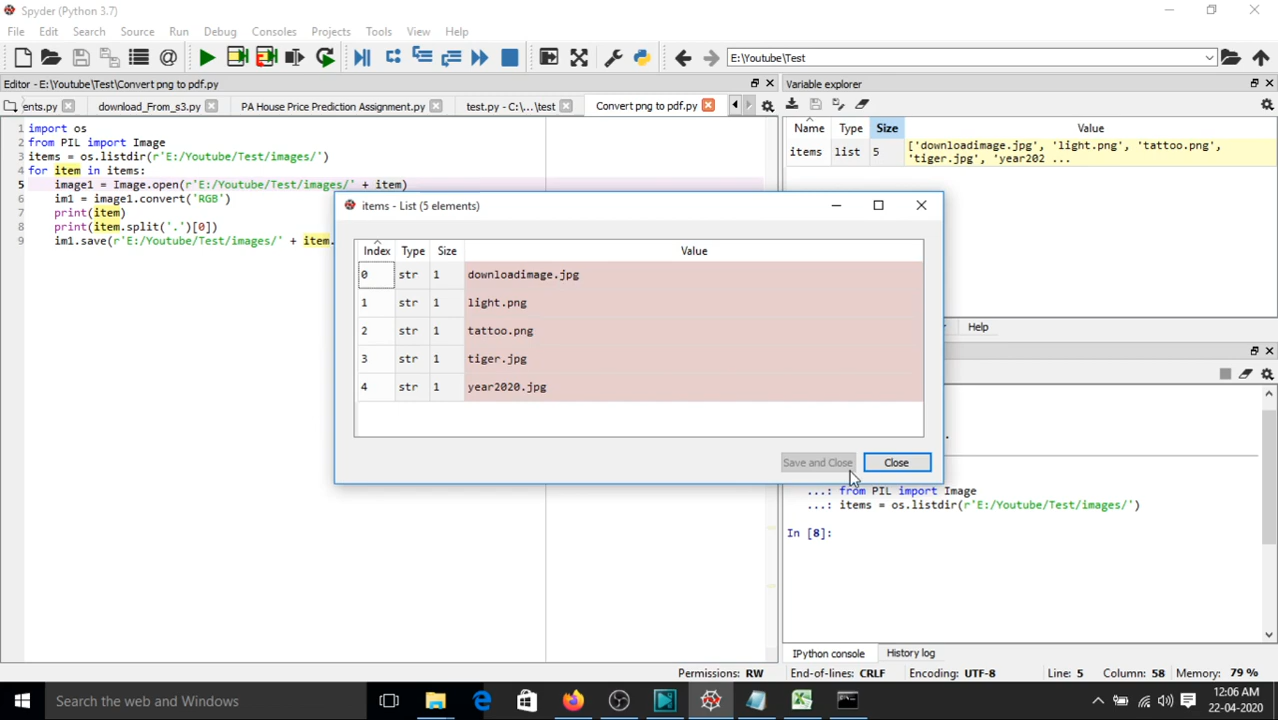 Spyder (Python 3.7)
File Edit Search Source Run Debug Consoles Projects Tools View Help
E:\Youtube\Test
Editor - E:\Youtube\Test\Convert png to pdf.py
ents.py download_From_s3.py PA House Price Prediction Assignment.py test.py - C:\...\test Convert png to pdf.py
1 import os
2 from PIL import Image
3 items = os.listdir(r'E:/Youtube/Test/images/')
4 for item in items:
5 image1 = Image.open(r'E:/Youtube/Test/images/' + item)
6 im1 = image1.convert('RGB')
7 print(item)
8 print(item.split('.')[0])
9 im1.save(r'E:/Youtube/Test/images/' + item.
Variable explorer
Name Type Size Value
items list 5 ['downloadimage.jpg', 'light.png', 'tattoo.png',
'tiger.jpg', 'year202 ...
items - List (5 elements)
Index Type Size Value
0 str 1 downloadimage.jpg
1 str 1 light.png
2 str 1 tattoo.png
3 str 1 tiger.jpg
4 str 1 year2020.jpg
Save and Close Close
Help
...: from PIL import Image
...: items = os.listdir(r'E:/Youtube/Test/images/')
In [8]:
IPython console History log
Permissions: RW End-of-lines: CRLF Encoding: UTF-8 Line: 5 Column: 58 Memory: 79 %
Search the web and Windows
12:06 AM
22-04-2020